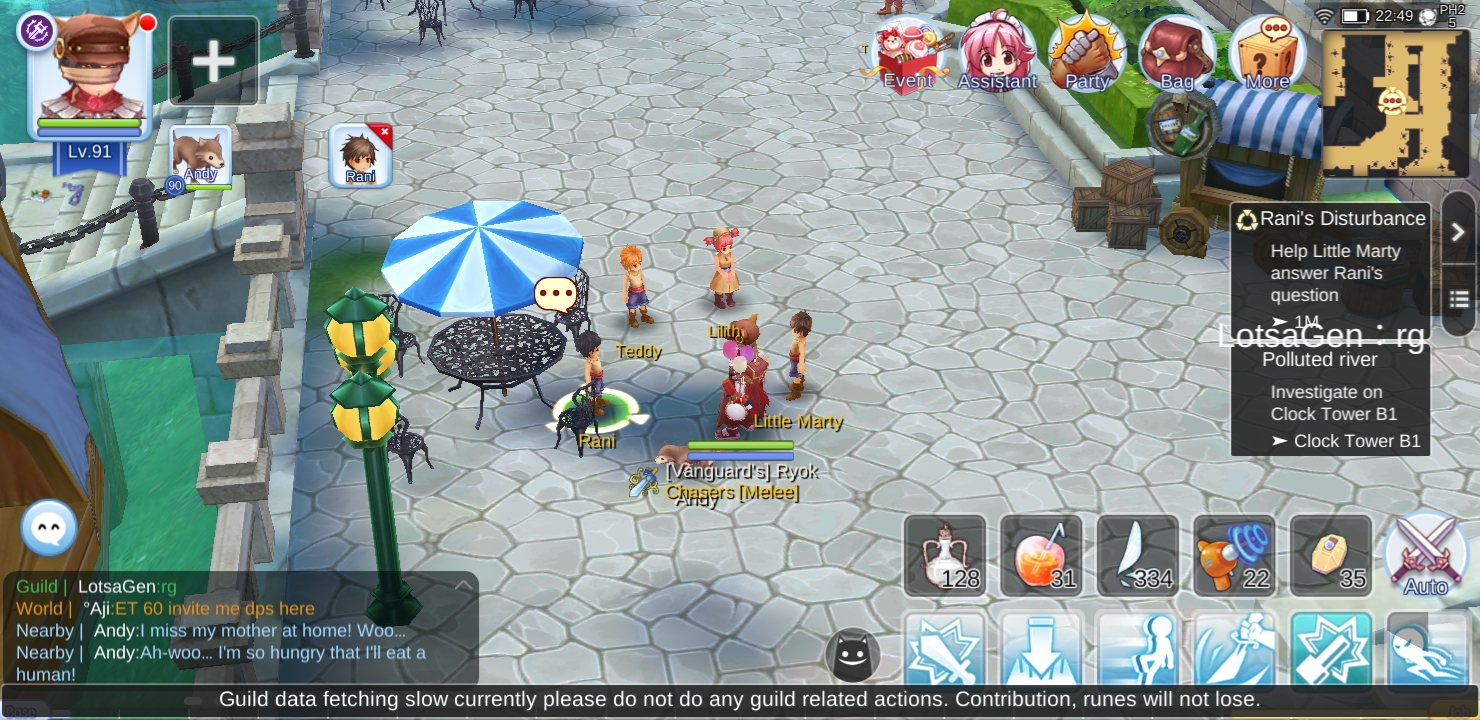 22:49
PH2
5
Event
Assistant
Party
Bag
More
Lv.91
Andy
90
Rani
Rani's Disturbance
Help Little Marty
answer Rani's
question
➤ 1M
LotsaGen : rg
Polluted river
Investigate on
Clock Tower B1
➤ Clock Tower B1
Lilith
Teddy
Little Marty
Rani
[Vanguard's] Ryok
Chasers [Melee]
Andy
128
31
334
22
35
Auto
Guild | LotsaGen:rg
World | °Aji:ET 60 invite me dps here
Nearby | Andy:I miss my mother at home! Woo...
Nearby | Andy:Ah-woo... I'm so hungry that I'll eat a
human!
Guild data fetching slow currently please do not do any guild related actions. Contribution, runes will not lose.